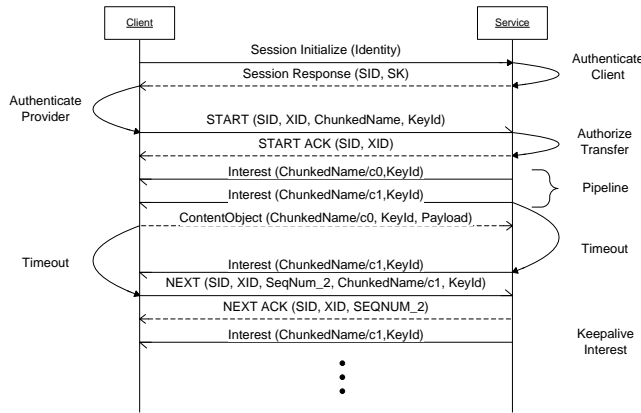 Client
Service
Session Initialize (Identity)
Authenticate
Client
Session Response (SID, SK)
Authenticate
Provider
START (SID, XID, ChunkedName, KeyId)
Authorize
Transfer
START ACK (SID, XID)
Interest (ChunkedName/c0,KeyId)
Pipeline
Interest (ChunkedName/c1,KeyId)
ContentObject (ChunkedName/c0, KeyId, Payload)
Timeout
Timeout
Interest (ChunkedName/c1,KeyId)
NEXT (SID, XID, SeqNum_2, ChunkedName/c1, KeyId)
NEXT ACK (SID, XID, SEQNUM_2)
Interest (ChunkedName/c1,KeyId)
Keepalive
Interest